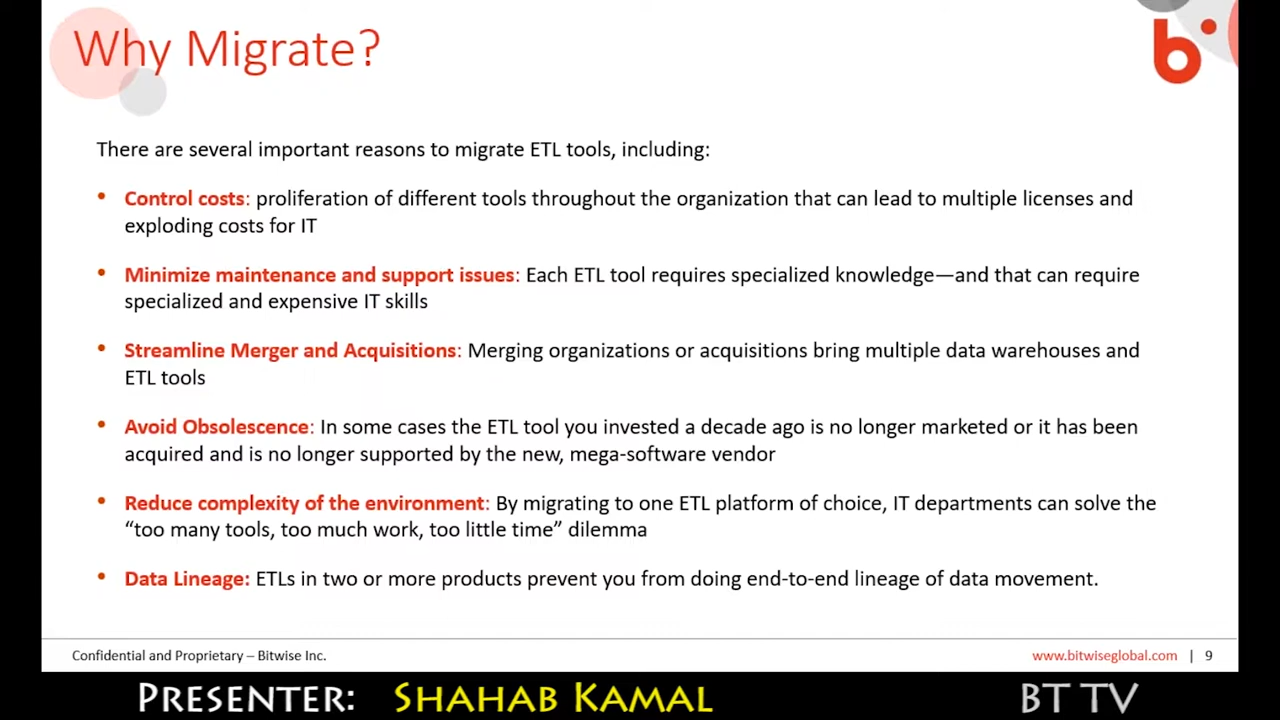 Why Migrate?
b
There are several important reasons to migrate ETL tools, including:
• Control costs: proliferation of different tools throughout the organization that can lead to multiple licenses and
exploding costs for IT
• Minimize maintenance and support issues: Each ETL tool requires specialized knowledge—and that can require
specialized and expensive IT skills
• Streamline Merger and Acquisitions: Merging organizations or acquisitions bring multiple data warehouses and
ETL tools
• Avoid Obsolescence: In some cases the ETL tool you invested a decade ago is no longer marketed or it has been
acquired and is no longer supported by the new, mega-software vendor
• Reduce complexity of the environment: By migrating to one ETL platform of choice, IT departments can solve the
“too many tools, too much work, too little time” dilemma
• Data Lineage: ETLs in two or more products prevent you from doing end-to-end lineage of data movement.
Confidential and Proprietary – Bitwise Inc.
www.bitwiseglobal.com | 9
PRESENTER: SHAHAB KAMAL
BT TV